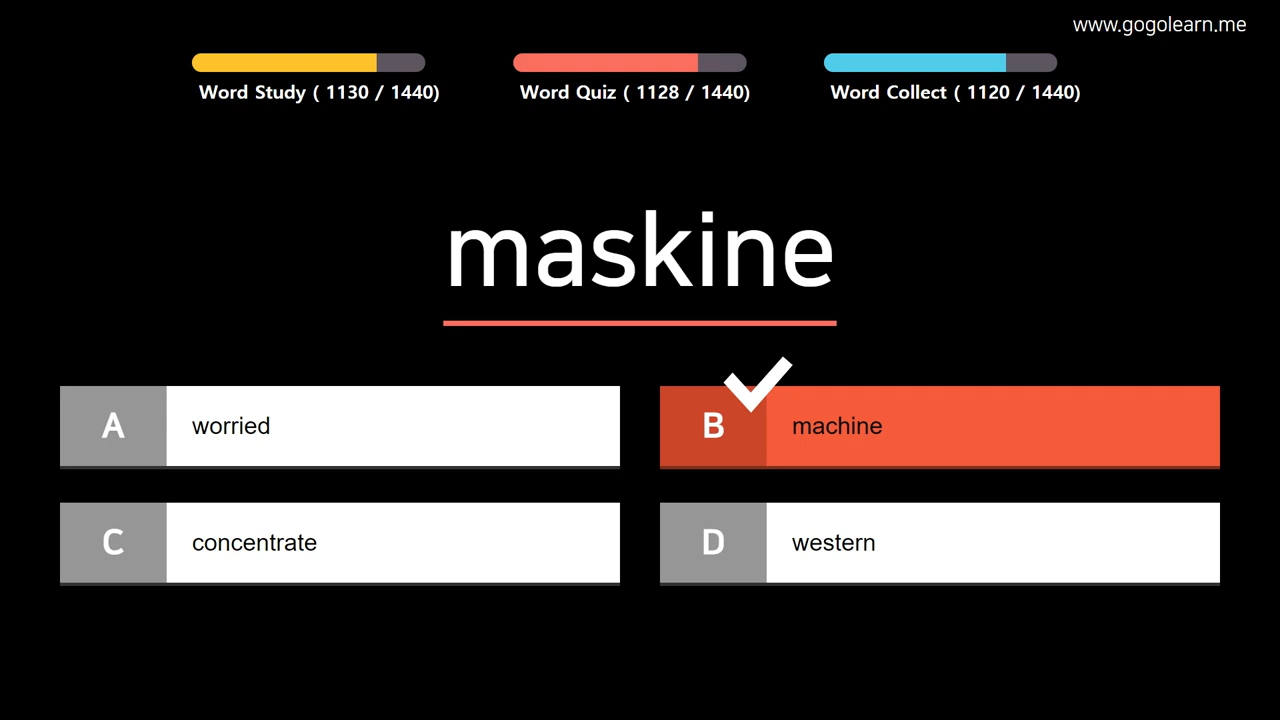 www.gogolearn.me
Word Study ( 1130 / 1440)
Word Quiz ( 1128 / 1440)
Word Collect ( 1120 / 1440)
maskine
A worried
B machine
C concentrate
D western